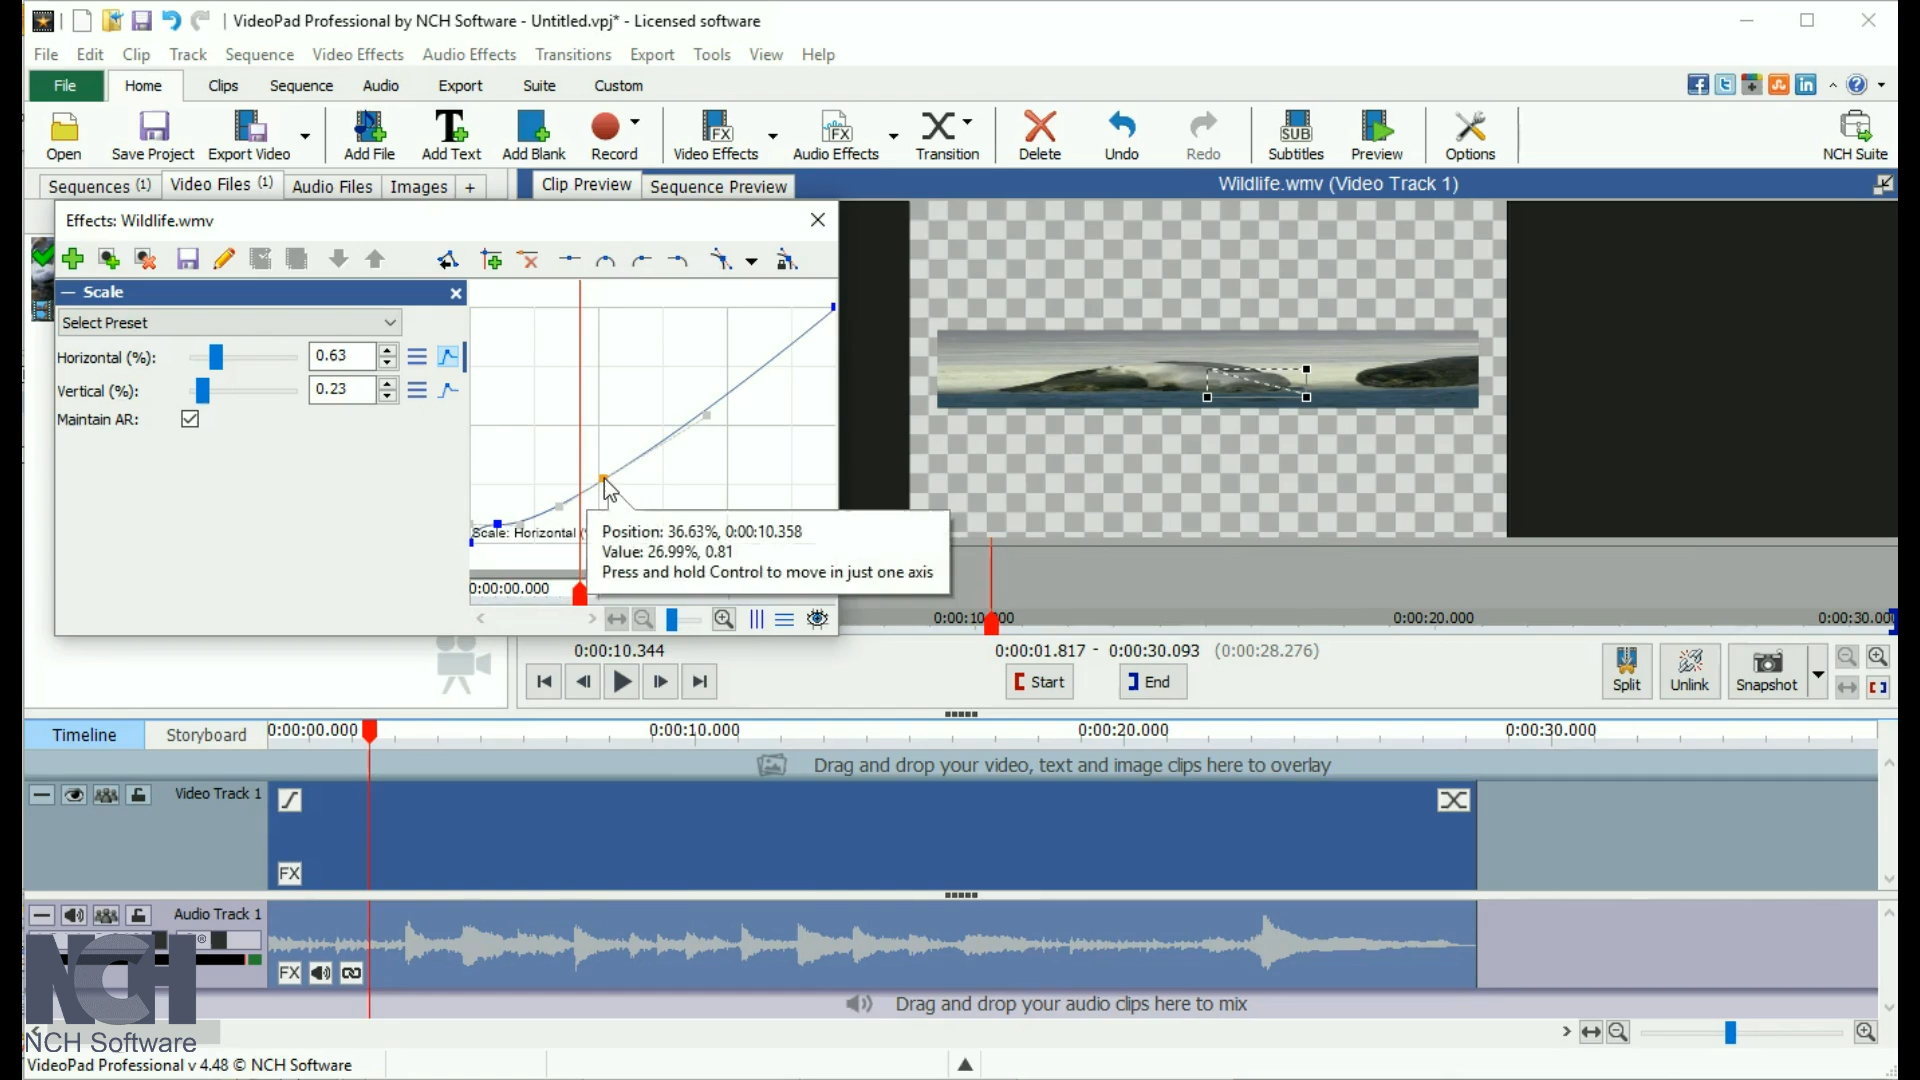 VideoPad Professional by NCH Software - Untitled.vpj* - Licensed software
File Edit Clip Track Sequence Video Effects Audio Effects Transitions Export Tools View Help
File Home Clips Sequence Audio Export Suite Custom
Open Save Project Export Video Add File Add Text Add Blank Record Video Effects Audio Effects Transition Delete Undo Redo Subtitles Preview Options NCH Suite
Sequences (1) Video Files (1) Audio Files Images + Clip Preview Sequence Preview Wildlife.wmv (Video Track 1)
Effects: Wildlife.wmv
Scale
Select Preset
Horizontal (%): 0.63
Vertical (%): 0.23
Maintain AR:
Scale: Horizontal
Position: 36.63%, 0:00:10.358
Value: 26.99%, 0.81
Press and hold Control to move in just one axis
0:00:00.000
0:00:10.000 0:00:20.000 0:00:30.000
0:00:10.344 0:00:01.817 - 0:00:30.093 (0:00:28.276)
Start End Split Unlink Snapshot
Timeline Storyboard 0:00:00.000 0:00:10.000 0:00:20.000 0:00:30.000
Drag and drop your video, text and image clips here to overlay
Video Track 1
FX
Audio Track 1
FX
Drag and drop your audio clips here to mix
NCH
NCH Software
VideoPad Professional v 4.48 © NCH Software